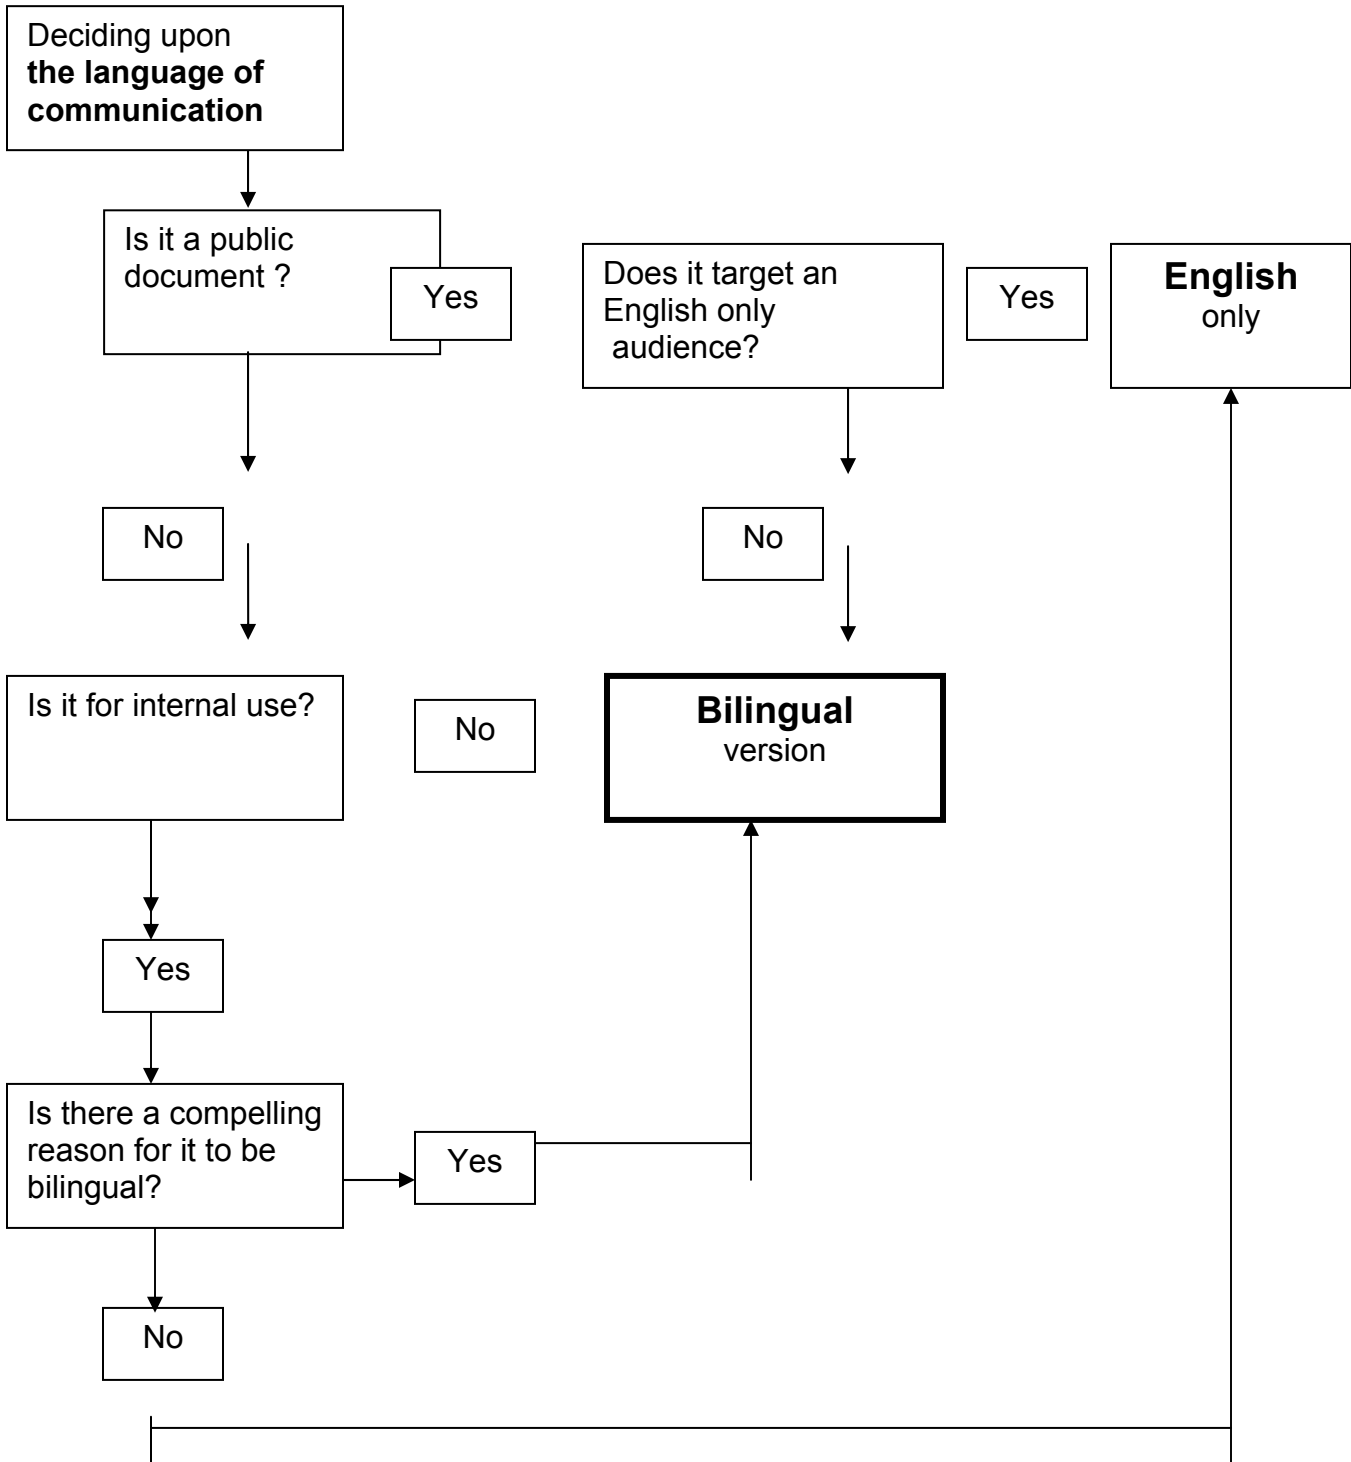 Deciding upon
the language of
communication
Is it a public
document ?
Yes
Does it target an
English only
audience?
Yes
English
only
No
No
Is it for internal use?
No
Bilingual
version
Yes
Is there a compelling
reason for it to be
bilingual?
Yes
No